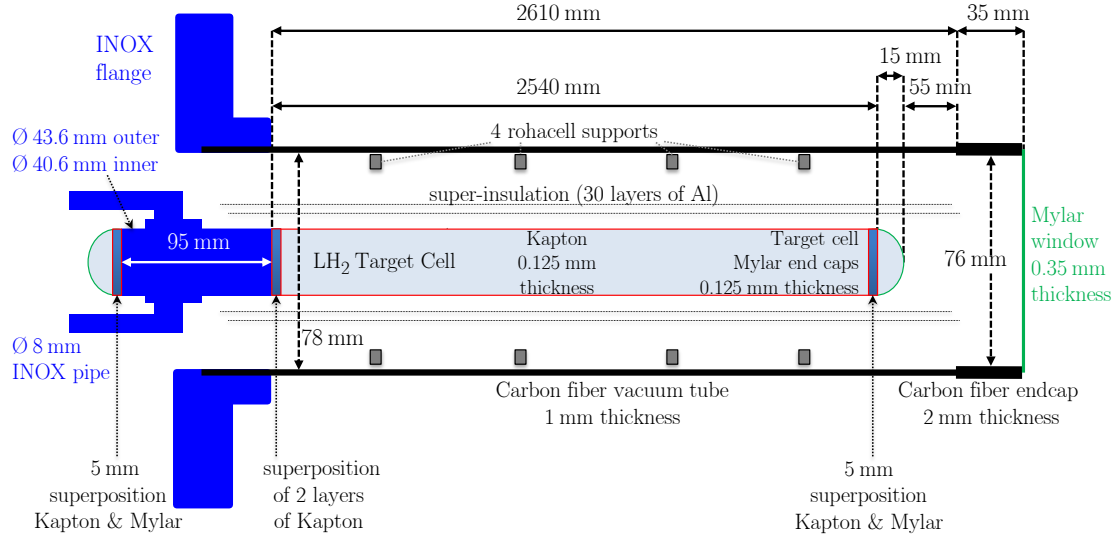 2610 mm
35 mm
INOX
flange
15 mm
2540 mm
55 mm
Ø 43.6 mm outer
Ø 40.6 mm inner
4 rohacell supports
super-insulation (30 layers of Al)
95 mm
LH2 Target Cell
Kapton
0.125 mm
thickness
Target cell
Mylar end caps
0.125 mm thickness
76 mm
Mylar
window
0.35 mm
thickness
78 mm
Ø 8 mm
INOX pipe
Carbon fiber vacuum tube
1 mm thickness
Carbon fiber endcap
2 mm thickness
5 mm
superposition
Kapton & Mylar
superposition
of 2 layers
of Kapton
5 mm
superposition
Kapton & Mylar